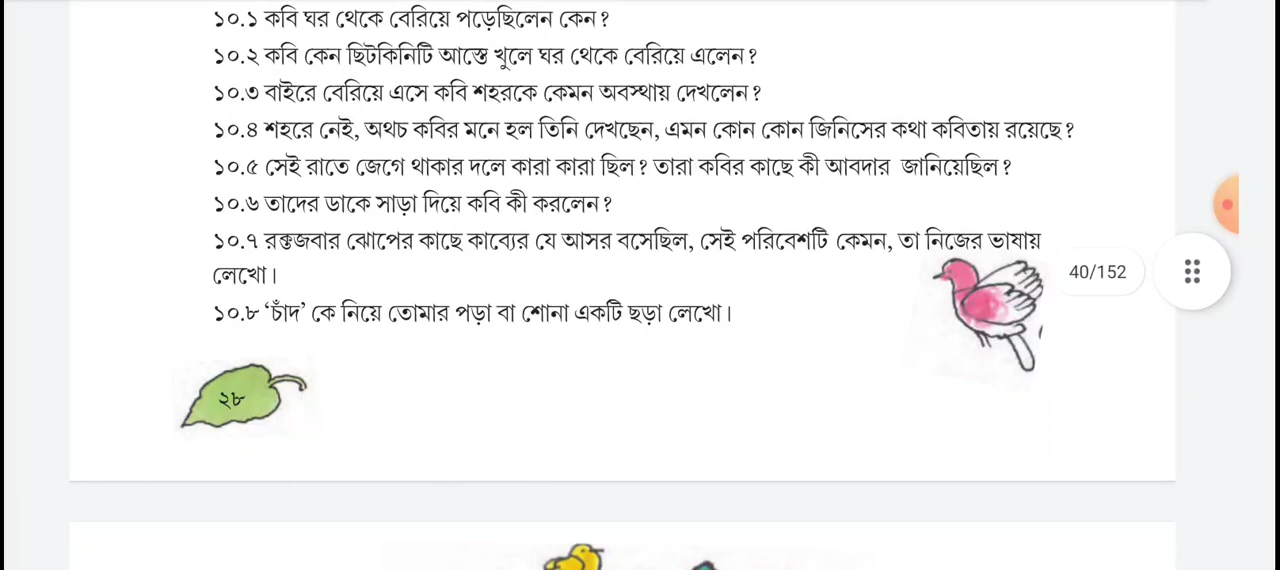 ১০.১ কবি ঘর থেকে বেরিয়ে পড়েছিলেন কেন?
১০.২ কবি কেন ছিটকিনিটি আস্তে খুলে ঘর থেকে বেরিয়ে এলেন?
১০.৩ বাইরে বেরিয়ে এসে কবি শহরকে কেমন অবস্থায় দেখলেন?
১০.৪ শহরে নেই, অথচ কবির মনে হল তিনি দেখছেন, এমন কোন কোন জিনিসের কথা কবিতায় রয়েছে?
১০.৫ সেই রাতে জেগে থাকার দলে কারা কারা ছিল? তারা কবির কাছে কী আবদার জানিয়েছিল?
১০.৬ তাদের ডাকে সাড়া দিয়ে কবি কী করলেন?
১০.৭ রক্তজবার ঝোপের কাছে কাব্যের যে আসর বসেছিল, সেই পরিবেশটি কেমন, তা নিজের ভাষায়
লেখো।
40/152
১০.৮ ‘চাঁদ’ কে নিয়ে তোমার পড়া বা শোনা একটি ছড়া লেখো।
২৮